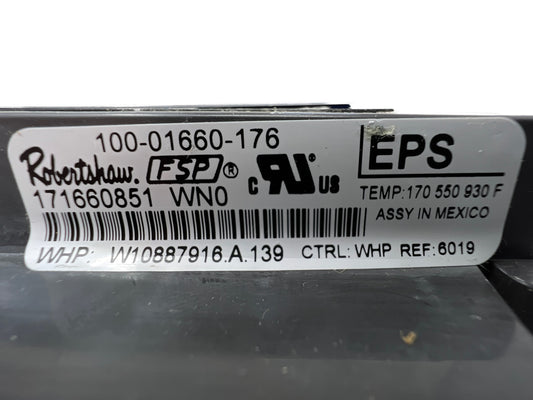 100-01660-176
EPS
Robertshaw. FSP®
c RU US
171660851 WN0
TEMP:170 550 930 F
ASSY IN MEXICO
WHP: W10887916.A.139 CTRL: WHP REF:6019